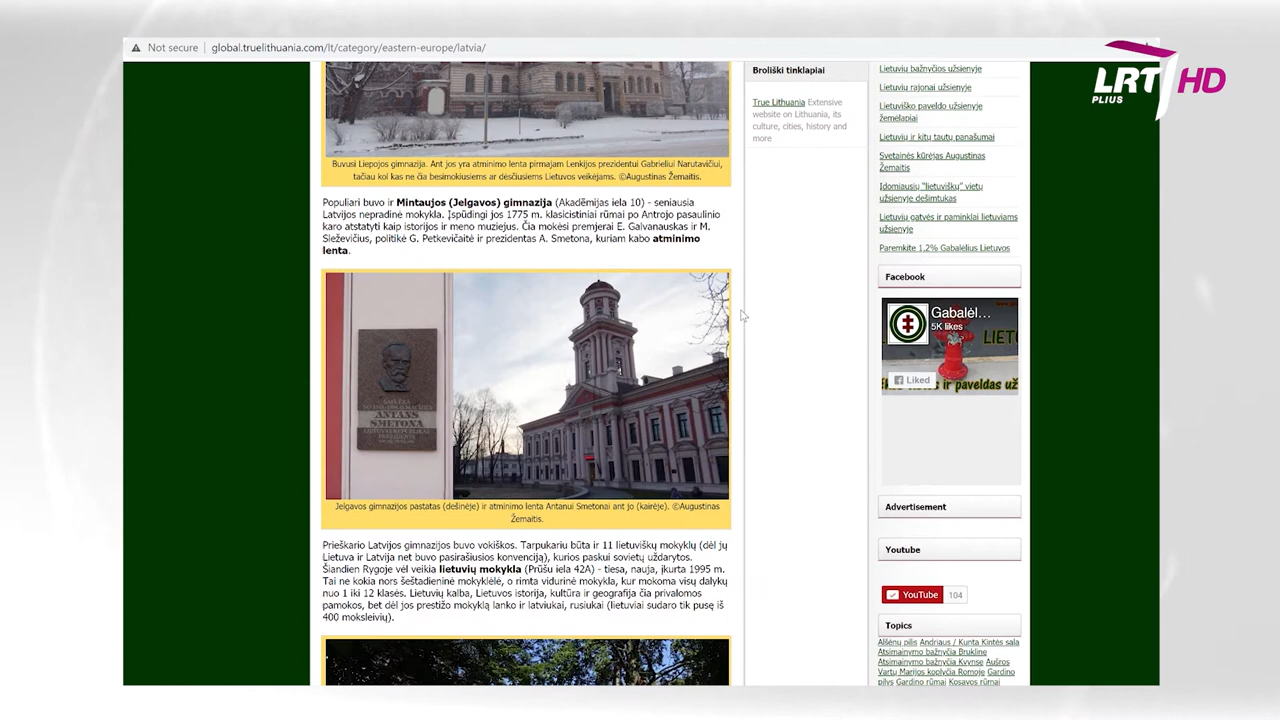 Not secure
global.truelithuania.com/lt/category/eastern-europe/latvia/
LRT HD
PLIUS
Buvusi Liepojos gimnazija. Ant jos yra atminimo lenta pirmajam Lenkijos prezidentui Gabrieliui Narutavičiui,
tačiau kol kas ne čia besimokiusiems ar dėsčiusiems Lietuvos veikėjams. ©Augustinas Žemaitis.
Populiari buvo ir Mintaujos (Jelgavos) gimnazija (Akadēmijas iela 10) - seniausia
Latvijos nepradinė mokykla. Įspūdingi jos 1775 m. klasicistiniai rūmai po Antrojo pasaulinio
karo atstatyti kaip istorijos ir meno muziejus. Čia mokėsi premjerai E. Galvanauskas ir M.
Sleževičius, politikė G. Petkevičaitė ir prezidentas A. Smetona, kuriam kabo atminimo
lenta.
ANTANS
SMETONA
Jelgavos gimnazijos pastatas (dešinėje) ir atminimo lenta Antanui Smetonai ant jo (kairėje). ©Augustinas
Žemaitis.
Prieškario Latvijos gimnazijos buvo vokiškos. Tarpukariu būta ir 11 lietuviškų mokyklų (dėl jų
Lietuva ir Latvija net buvo pasirašiusios konvenciją), kurios paskui sovietų uždarytos.
Šiandien Rygoje vėl veikia lietuvių mokykla (Prūšu iela 42A) - tiesa, nauja, įkurta 1995 m.
Tai ne kokia nors šeštadieninė mokyklėlė, o rimta vidurinė mokykla, kur mokoma visų dalykų
nuo 1 iki 12 klasės. Lietuvių kalba, Lietuvos istorija, kultūra ir geografija čia privalomos
pamokos, bet dėl jos prestižo mokyklą lanko ir latviukai, rusiukai (lietuviai sudaro tik pusę iš
400 moksleivių).
Broliški tinklapiai
True Lithuania Extensive
website on Lithuania, its
culture, cities, history and
more
Lietuvių bažnyčios užsienyje
Lietuvių rajonai užsienyje
Lietuviško paveldo užsienyje
žemėlapiai
Lietuvių ir kitų tautų panašumai
Svetainės kūrėjas Augustinas
Žemaitis
Įdomiausių "lietuviškų" vietų
užsienyje dešimtukas
Lietuvių gatvės ir paminklai lietuviams
užsienyje
Paremkite 1,2% Gabalėlius Lietuvos
Facebook
Gabalėl...
5K likes
Liked
ir paveldas už
Advertisement
Youtube
YouTube 104
Topics
Alšėnų pilis Andriaus / Kunta Kintės sala
Atsimainymo bažnyčia Brukline
Atsimainymo bažnyčia Kvynse Aušros
Vartų Marijos koplyčia Romoje Gardino
pilys Gardino rūmai Kosavos rūmai